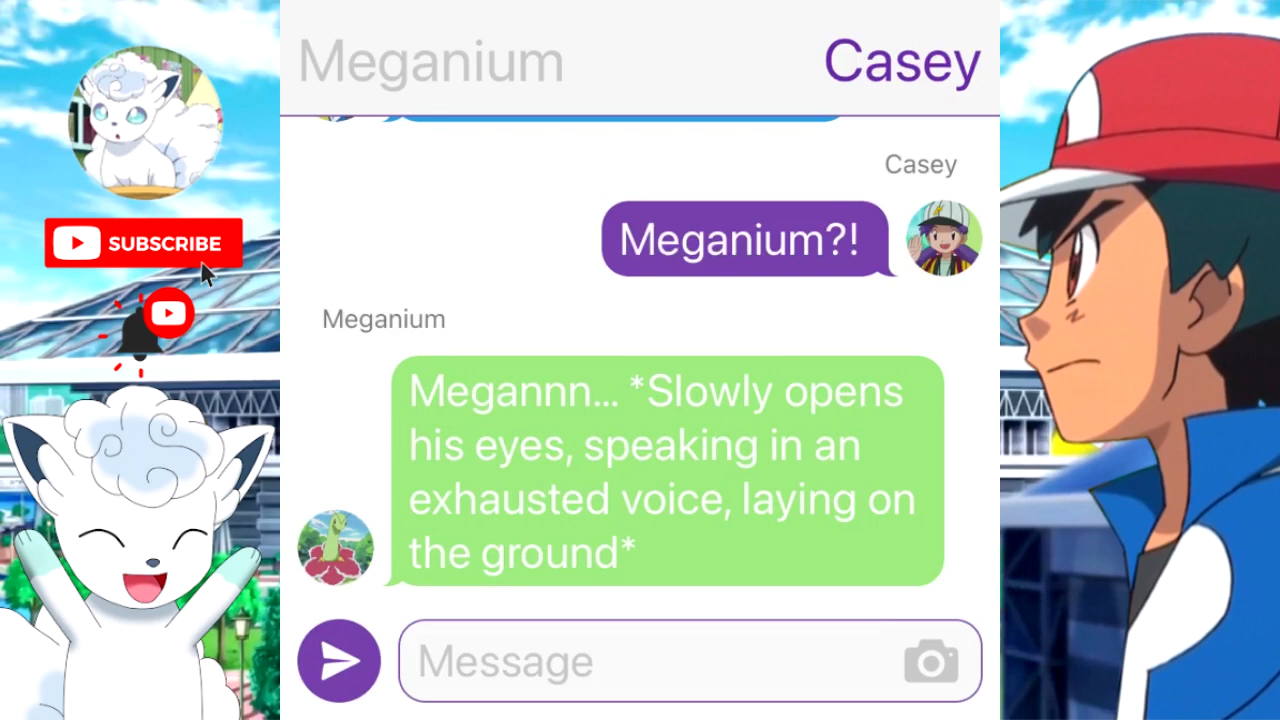 Meganium
Casey
SUBSCRIBE
Casey
Meganium?!
Meganium
Megannn... *Slowly opens
his eyes, speaking in an
exhausted voice, laying on
the ground*
Message